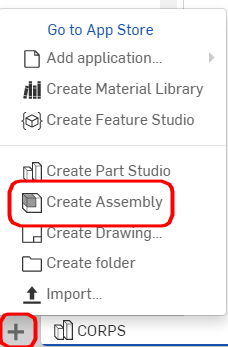 Go to App Store
Add application...
Create Material Library
Create Feature Studio
Create Part Studio
Create Assembly
Create Drawing...
Create folder
Import...
CORPS